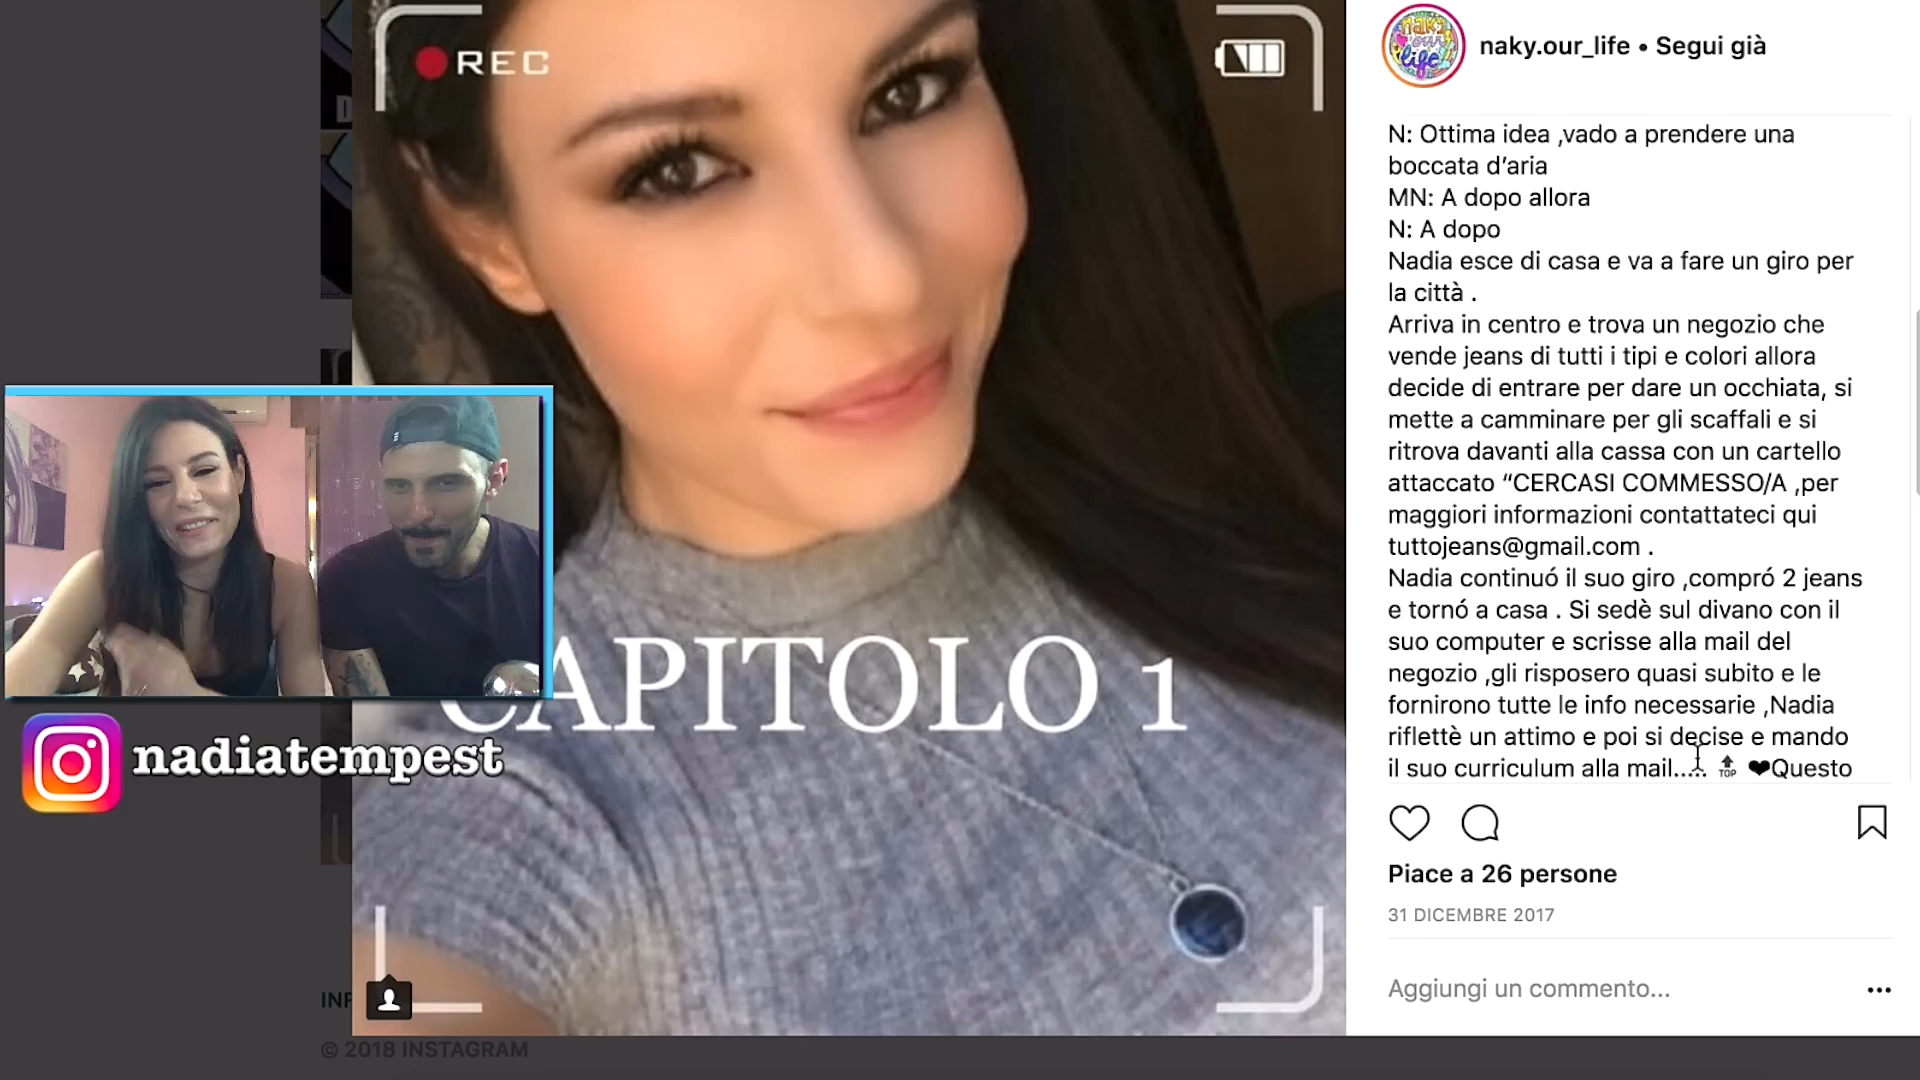 REC
naky.our_life • Segui già
N: Ottima idea ,vado a prendere una
boccata d’aria
MN: A dopo allora
N: A dopo
Nadia esce di casa e va a fare un giro per
la città .
Arriva in centro e trova un negozio che
vende jeans di tutti i tipi e colori allora
decide di entrare per dare un occhiata, si
mette a camminare per gli scaffali e si
ritrova davanti alla cassa con un cartello
attaccato “CERCASI COMMESSO/A ,per
maggiori informazioni contattateci qui
tuttojeans@gmail.com .
Nadia continuó il suo giro ,compró 2 jeans
e tornó a casa . Si sedè sul divano con il
suo computer e scrisse alla mail del
negozio ,gli risposero quasi subito e le
fornirono tutte le info necessarie ,Nadia
riflettè un attimo e poi si decise e mando
il suo curriculum alla mail..... 🔝 ❤Questo
CAPITOLO 1
nadiatempest
Piace a 26 persone
31 DICEMBRE 2017
Aggiungi un commento...
© 2018 INSTAGRAM